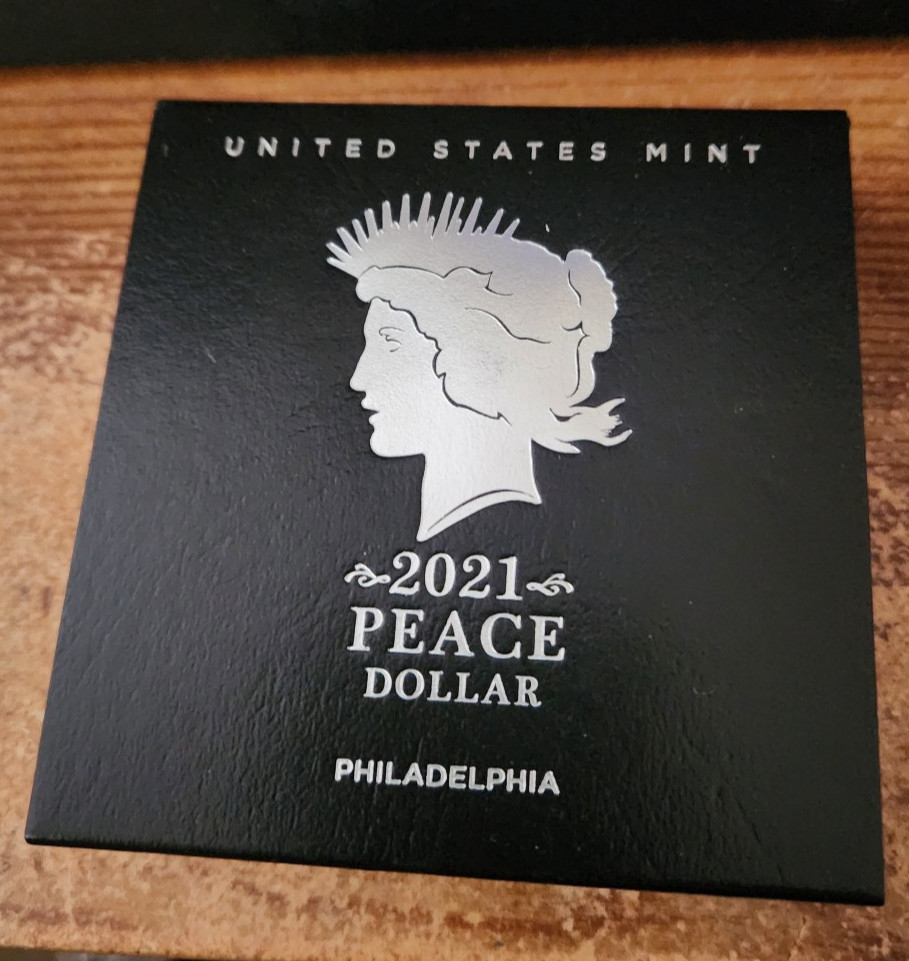 UNITED STATES MINT
2021
PEACE
DOLLAR
PHILADELPHIA